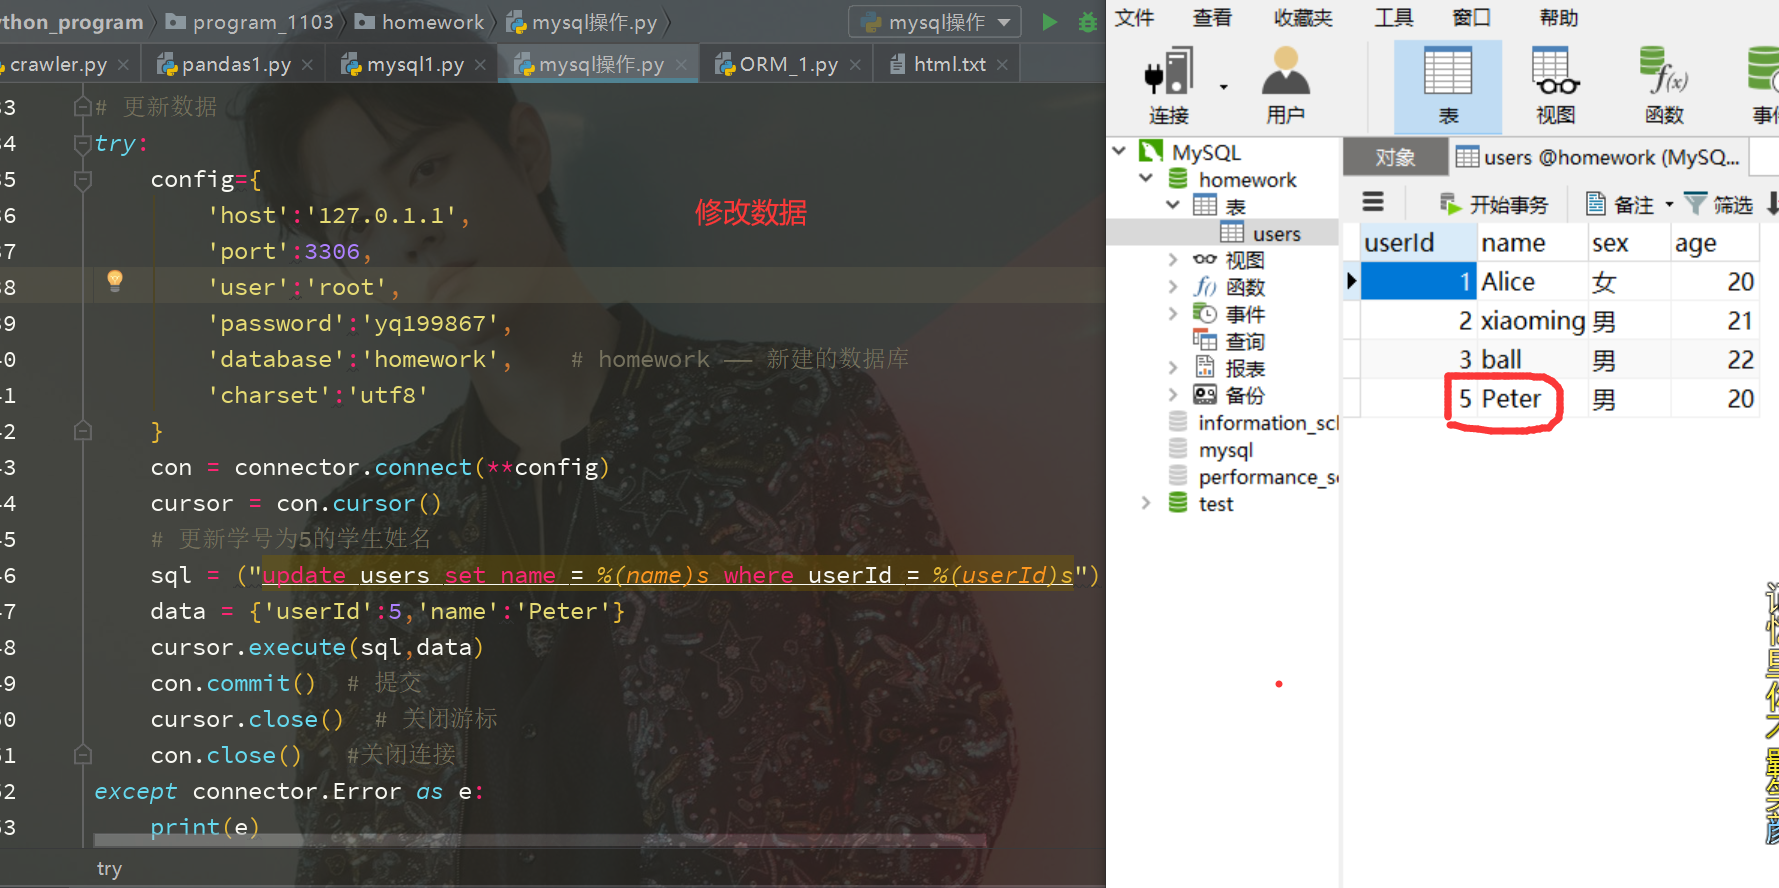 thon_program
program_1103
homework
mysql操作.py
mysql操作
crawler.py
pandas1.py
mysql1.py
mysql操作.py
ORM_1.py
html.txt
3 # 更新数据
4 try:
5 config={
6 'host':'127.0.1.1',
7 'port':3306,
8 'user':'root',
9 'password':'yq199867',
0 'database':'homework', # homework —— 新建的数据库
1 'charset':'utf8'
2 }
3 con = connector.connect(**config)
4 cursor = con.cursor()
5 # 更新学号为5的学生姓名
6 sql = ("update users set name = %(name)s where userId = %(userId)s")
7 data = {'userId':5,'name':'Peter'}
8 cursor.execute(sql,data)
9 con.commit() # 提交
0 cursor.close() # 关闭游标
1 con.close() #关闭连接
2 except connector.Error as e:
3 print(e)
try
修改数据
文件 查看 收藏夹 工具 窗口 帮助
连接 用户 表 视图 函数 事件
MySQL
homework
表
users
视图
函数
事件
查询
报表
备份
information_scl
mysql
performance_s
test
对象 users @homework (MySQ...
开始事务 备注 筛选
userId name sex age
1 Alice 女 20
2 xiaoming 男 21
3 ball 男 22
5 Peter 男 20